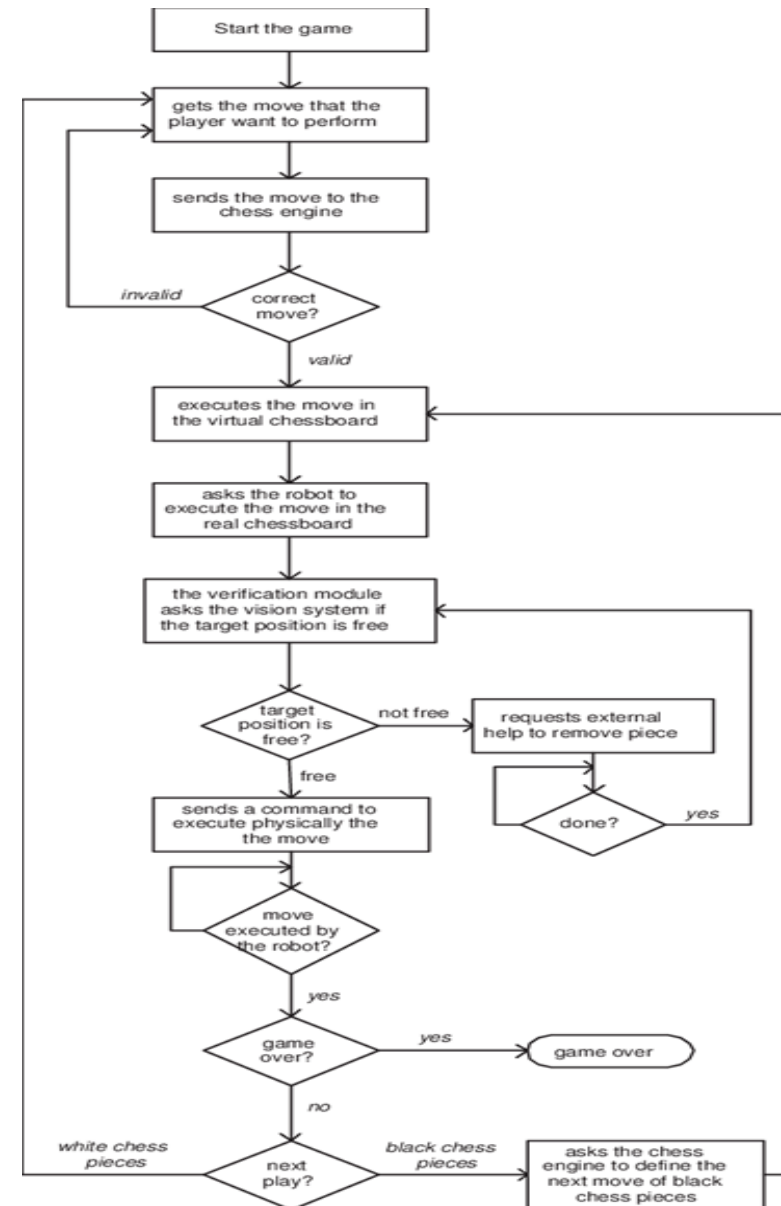 Start the game
gets the move that the
player want to perform
sends the move to the
chess engine
invalid
correct
move?
valid
executes the move in
the virtual chessboard
asks the robot to
execute the move in the
real chessboard
the verification module
asks the vision system if
the target position is free
target
position is
free?
not free
requests external
help to remove piece
free
done?
yes
sends a command to
execute physically the
the move
move
executed by
the robot?
yes
game
over?
yes
game over
no
white chess
pieces
next
play?
black chess
pieces
asks the chess
engine to define the
next move of black
chess pieces